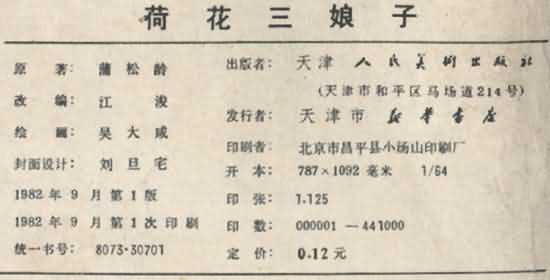 荷花三娘子
原著：蒲松龄
改编：江浚
绘画：吴大成
封面设计：刘旦宅
1982年9月第1版
1982年9月第1次印刷
统一书号：8073·30701
出版者：天津人民美術出版社
(天津市和平区马场道214号)
发行者：天津市新华书店
印刷者：北京市昌平县小汤山印刷厂
开本：787×1092毫米 1/64
印张：1.125
印数：000001—441000
定价：0.12元